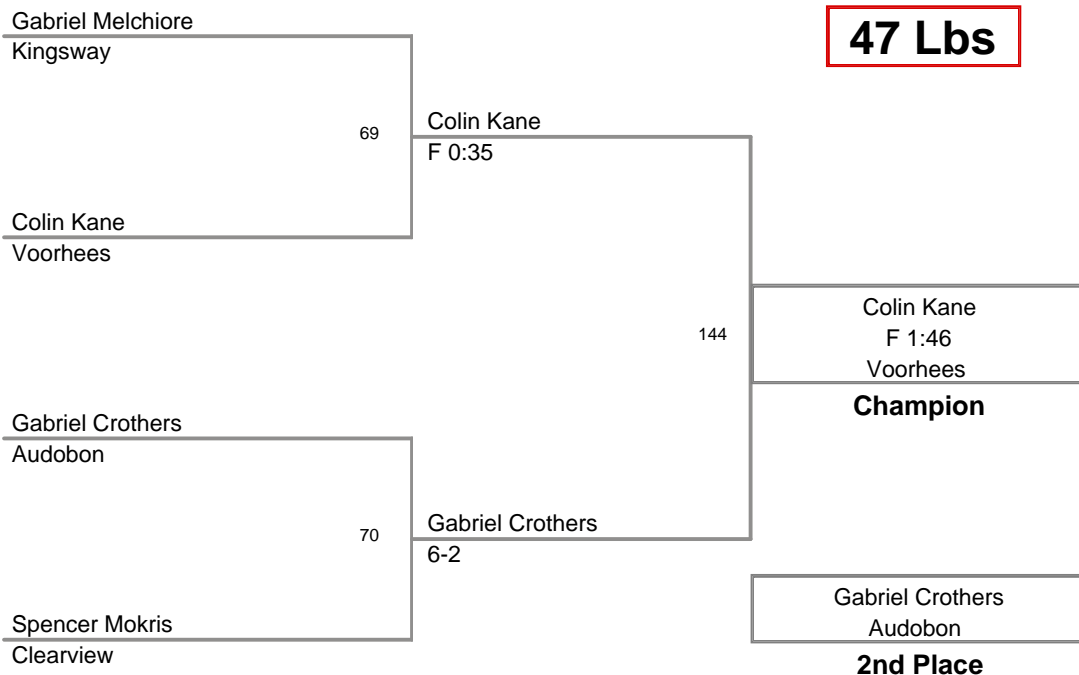 Gabriel Melchiore
Kingsway
47 Lbs
69
Colin Kane
F 0:35
Colin Kane
Voorhees
144
Colin Kane
F 1:46
Voorhees
Champion
Gabriel Crothers
Audobon
70
Gabriel Crothers
6-2
Spencer Mokris
Clearview
Gabriel Crothers
Audobon
2nd Place